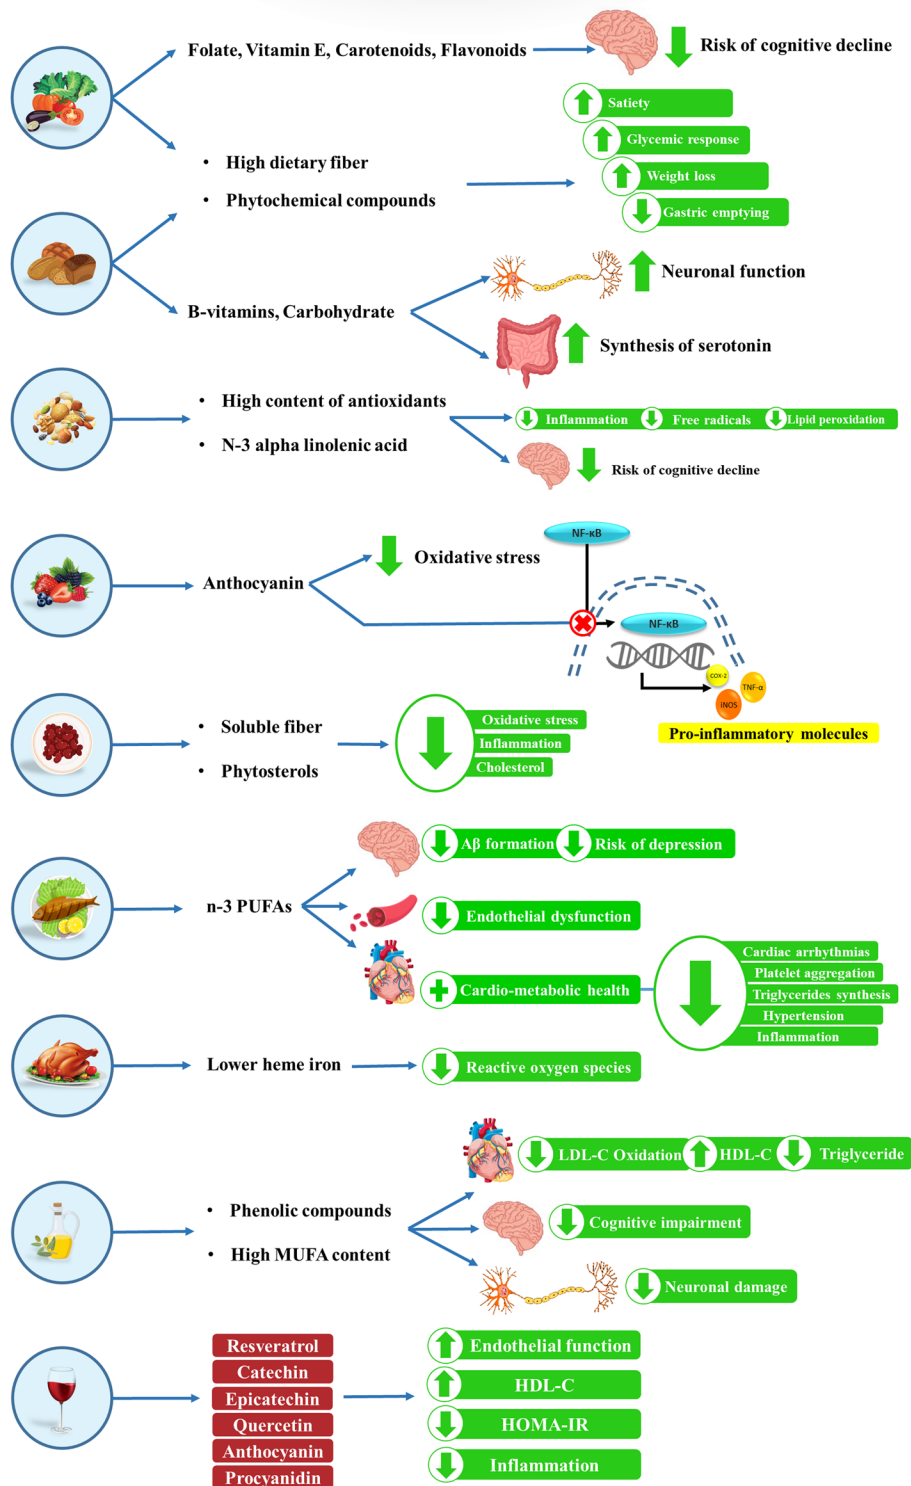 Folate, Vitamin E, Carotenoids, Flavonoids
Risk of cognitive decline
• High dietary fiber
• Phytochemical compounds
Satiety
Glycemic response
Weight loss
Gastric emptying
B-vitamins, Carbohydrate
Neuronal function
Synthesis of serotonin
• High content of antioxidants
• N-3 alpha linolenic acid
Inflammation Free radicals Lipid peroxidation
Risk of cognitive decline
Anthocyanin
Oxidative stress
NF-κB
NF-κB
COX-2
TNF-α
iNOS
Pro-inflammatory molecules
• Soluble fiber
• Phytosterols
Oxidative stress
Inflammation
Cholesterol
n-3 PUFAs
Aβ formation Risk of depression
Endothelial dysfunction
Cardio-metabolic health
Cardiac arrhythmias
Platelet aggregation
Triglycerides synthesis
Hypertension
Inflammation
Lower heme iron
Reactive oxygen species
• Phenolic compounds
• High MUFA content
LDL-C Oxidation HDL-C Triglyceride
Cognitive impairment
Neuronal damage
Resveratrol
Catechin
Epicatechin
Quercetin
Anthocyanin
Procyanidin
Endothelial function
HDL-C
HOMA-IR
Inflammation